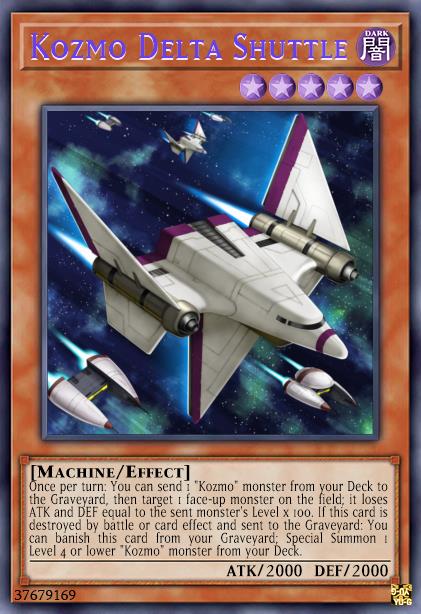 Kozmo Delta Shuttle
DARK
闇
[Machine/Effect]
Once per turn: You can send 1 "Kozmo" monster from your Deck to
the Graveyard, then target 1 face-up monster on the field; it loses
ATK and DEF equal to the sent monster's Level x 100. If this card is
destroyed by battle or card effect and sent to the Graveyard: You
can banish this card from your Graveyard; Special Summon 1
Level 4 or lower "Kozmo" monster from your Deck.
ATK/2000 DEF/2000
37679169